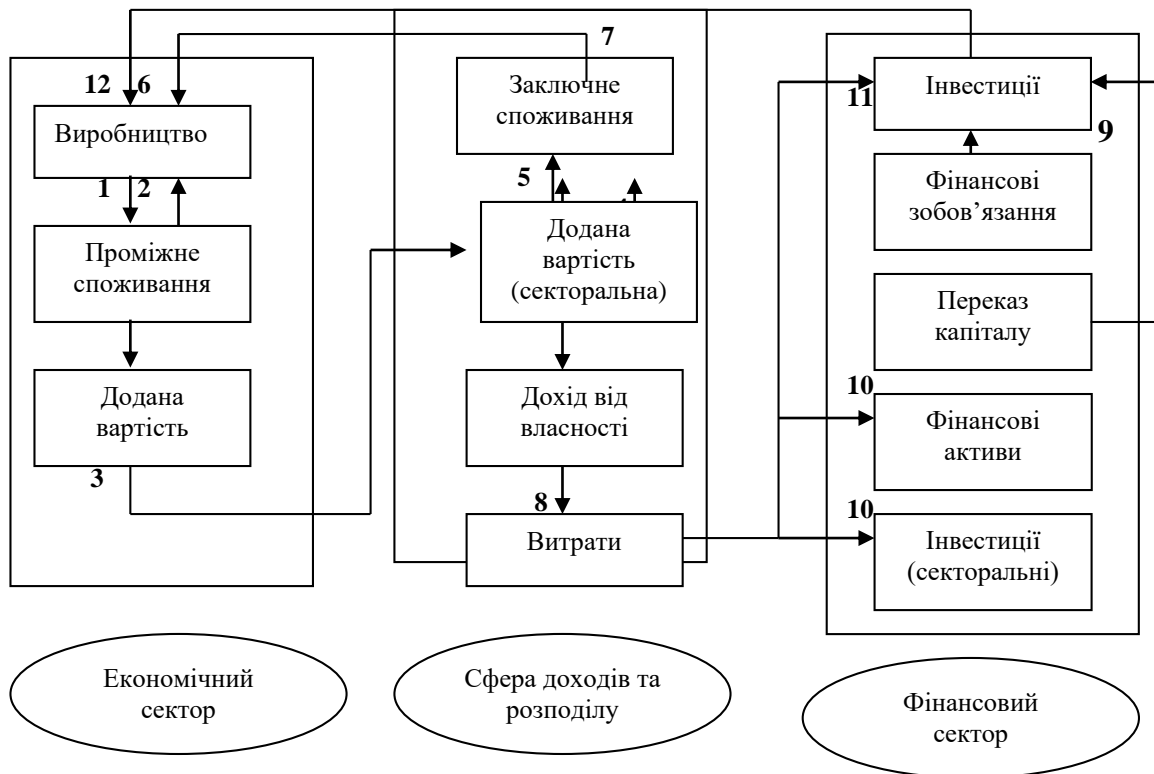 7
12 6
Виробництво
1 2
Проміжне
споживання
Додана
вартість
3
Заключне
споживання
5
Додана
вартість
(секторальна)
Дохід від
власності
8
Витрати
Інвестиції
11
9
Фінансові
зобов’язання
Переказ
капіталу
10
Фінансові
активи
10
Інвестиції
(секторальні)
Економічний
сектор
Сфера доходів та
розподілу
Фінансовий
сектор